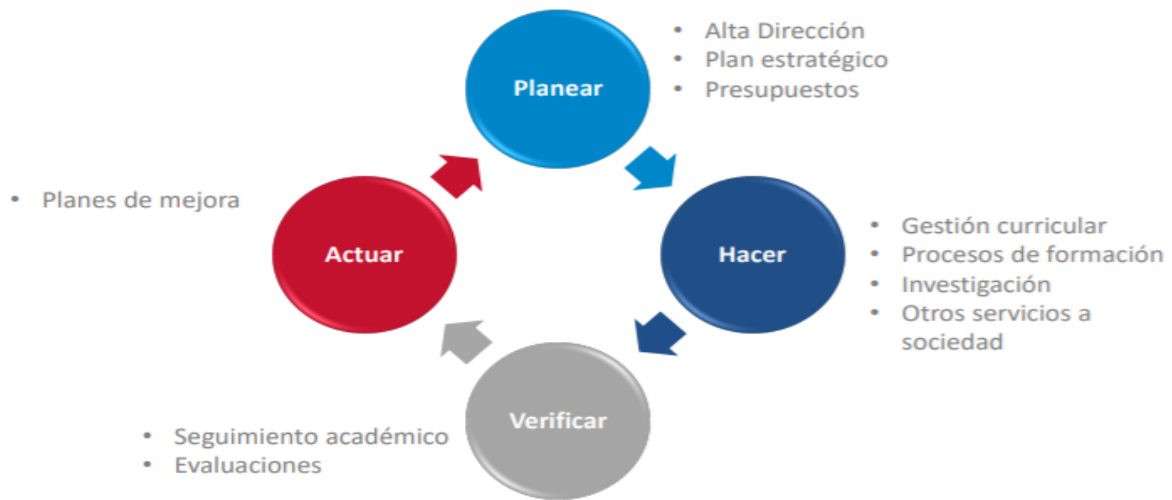 Planear
• Alta Dirección
• Plan estratégico
• Presupuestos
Hacer
• Gestión curricular
• Procesos de formación
• Investigación
• Otros servicios a
sociedad
Verificar
• Seguimiento académico
• Evaluaciones
Actuar
• Planes de mejora